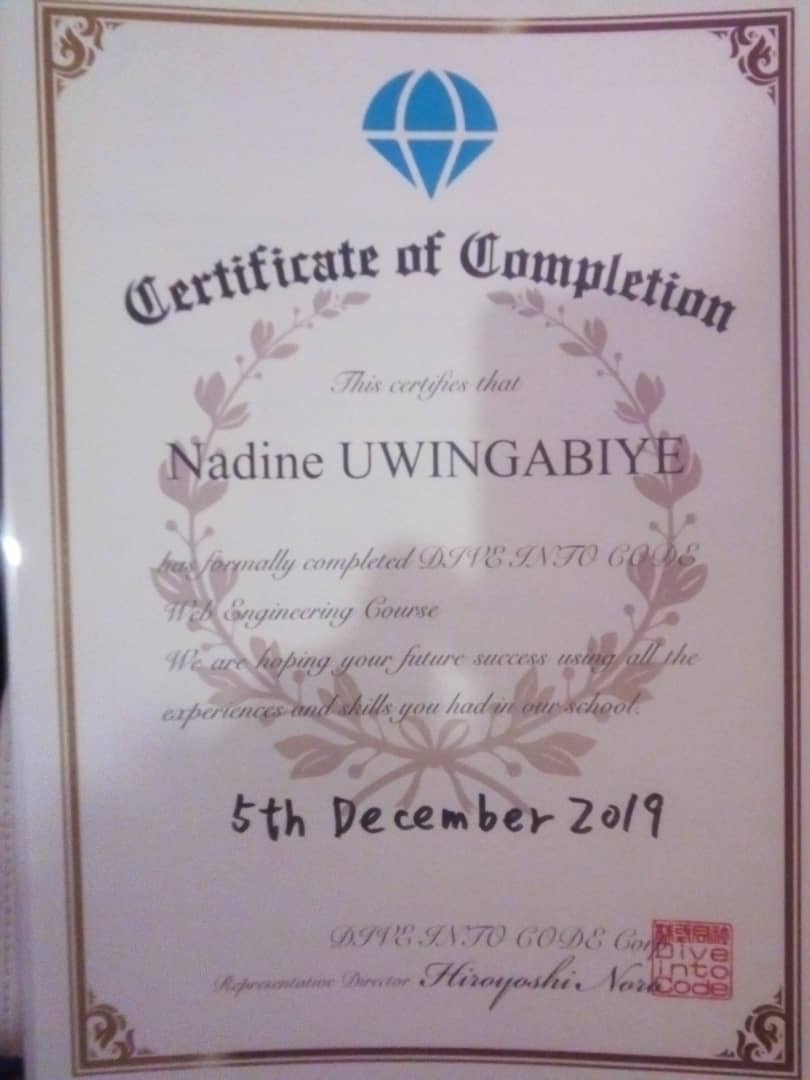 Certificate of Completion
This certifies that
Nadine UWINGABIYE
has formally completed DIVE INTO CODE
Web Engineering Course
We are hoping your future success using all the
experiences and skills you had in our school.
5th December 2019
DIVE INTO CODE Corp
Representative Director Hiroyoshi Noro
Dive
into
Code